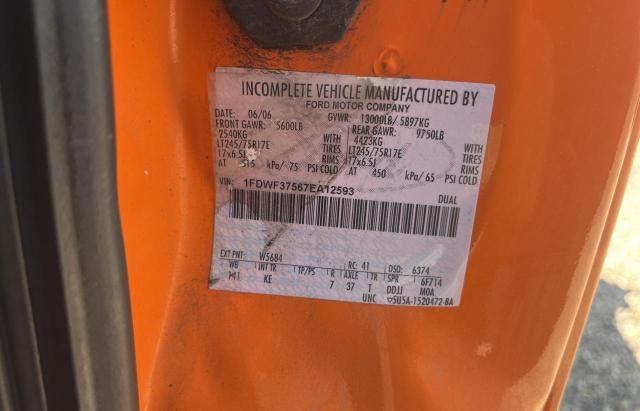 INCOMPLETE VEHICLE MANUFACTURED BY
FORD MOTOR COMPANY
DATE: 06/06 GVWR: 13000LB/ 5897KG
FRONT GAWR: 5600LB REAR GAWR: 9750LB
2540KG WITH 4423KG WITH
LT245/75R17E TIRES LT245/75R17E TIRES
17x6.5J RIMS 17x6.5J RIMS
AT 515 kPa/ 75 PSI COLD AT 450 kPa/ 65 PSI COLD
VIN: 1FDWF37567EA12593 DUAL
EXT PNT: W5684 RC: 41 DSO: 6374
WB INT TR TP/PS R AXLE TR SPR 6F714
141 KE 7 37 T DDJJ M0A
UNC 5U5A-1520472-BA